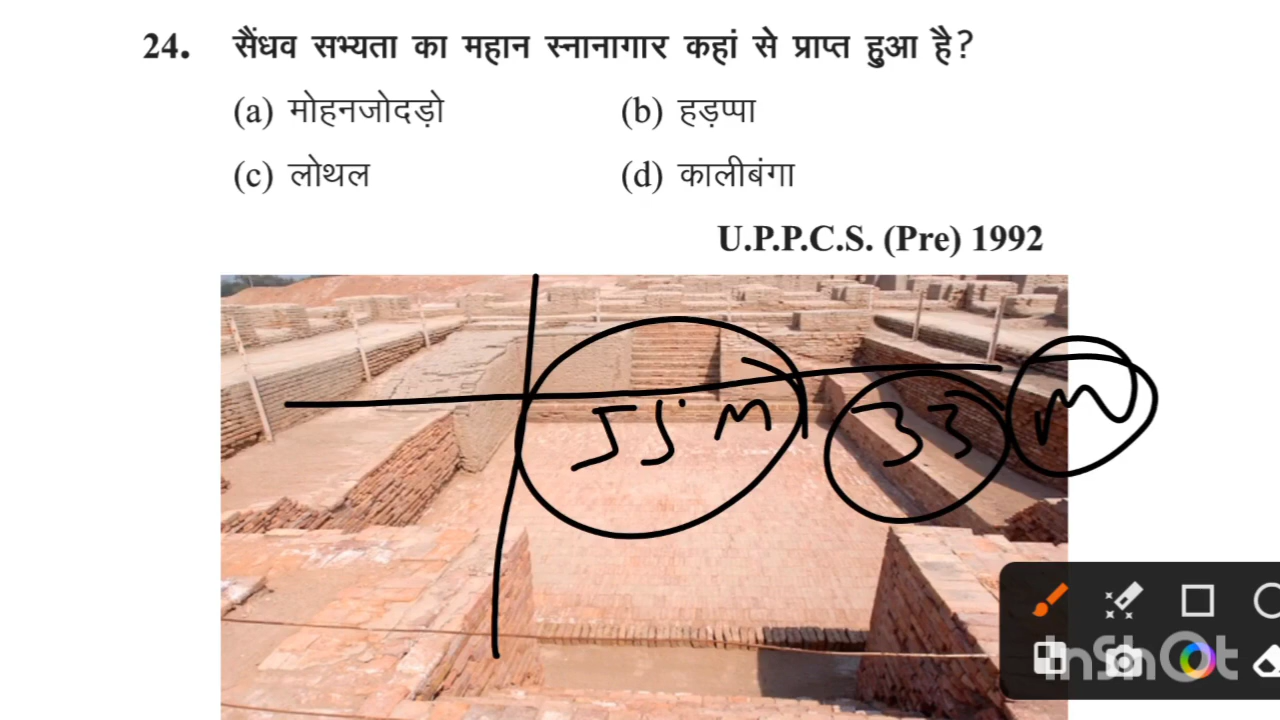 24. सैंधव सभ्यता का महान स्नानागार कहां से प्राप्त हुआ है?
(a) मोहनजोदड़ो (b) हड़प्पा
(c) लोथल (d) कालीबंगा
U.P.P.C.S. (Pre) 1992
55 m 33 m
InShOt